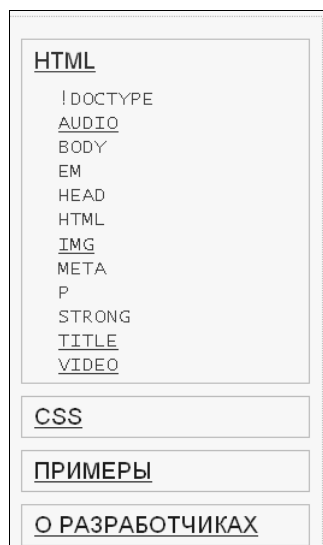 HTML
!DOCTYPE
AUDIO
BODY
EM
HEAD
HTML
IMG
META
P
STRONG
TITLE
VIDEO
CSS
ПРИМЕРЫ
О РАЗРАБОТЧИКАХ